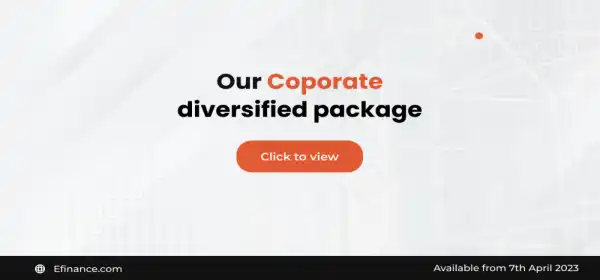 Our Coporate
diversified package
Click to view
Efinance.com
Available from 7th April 2023